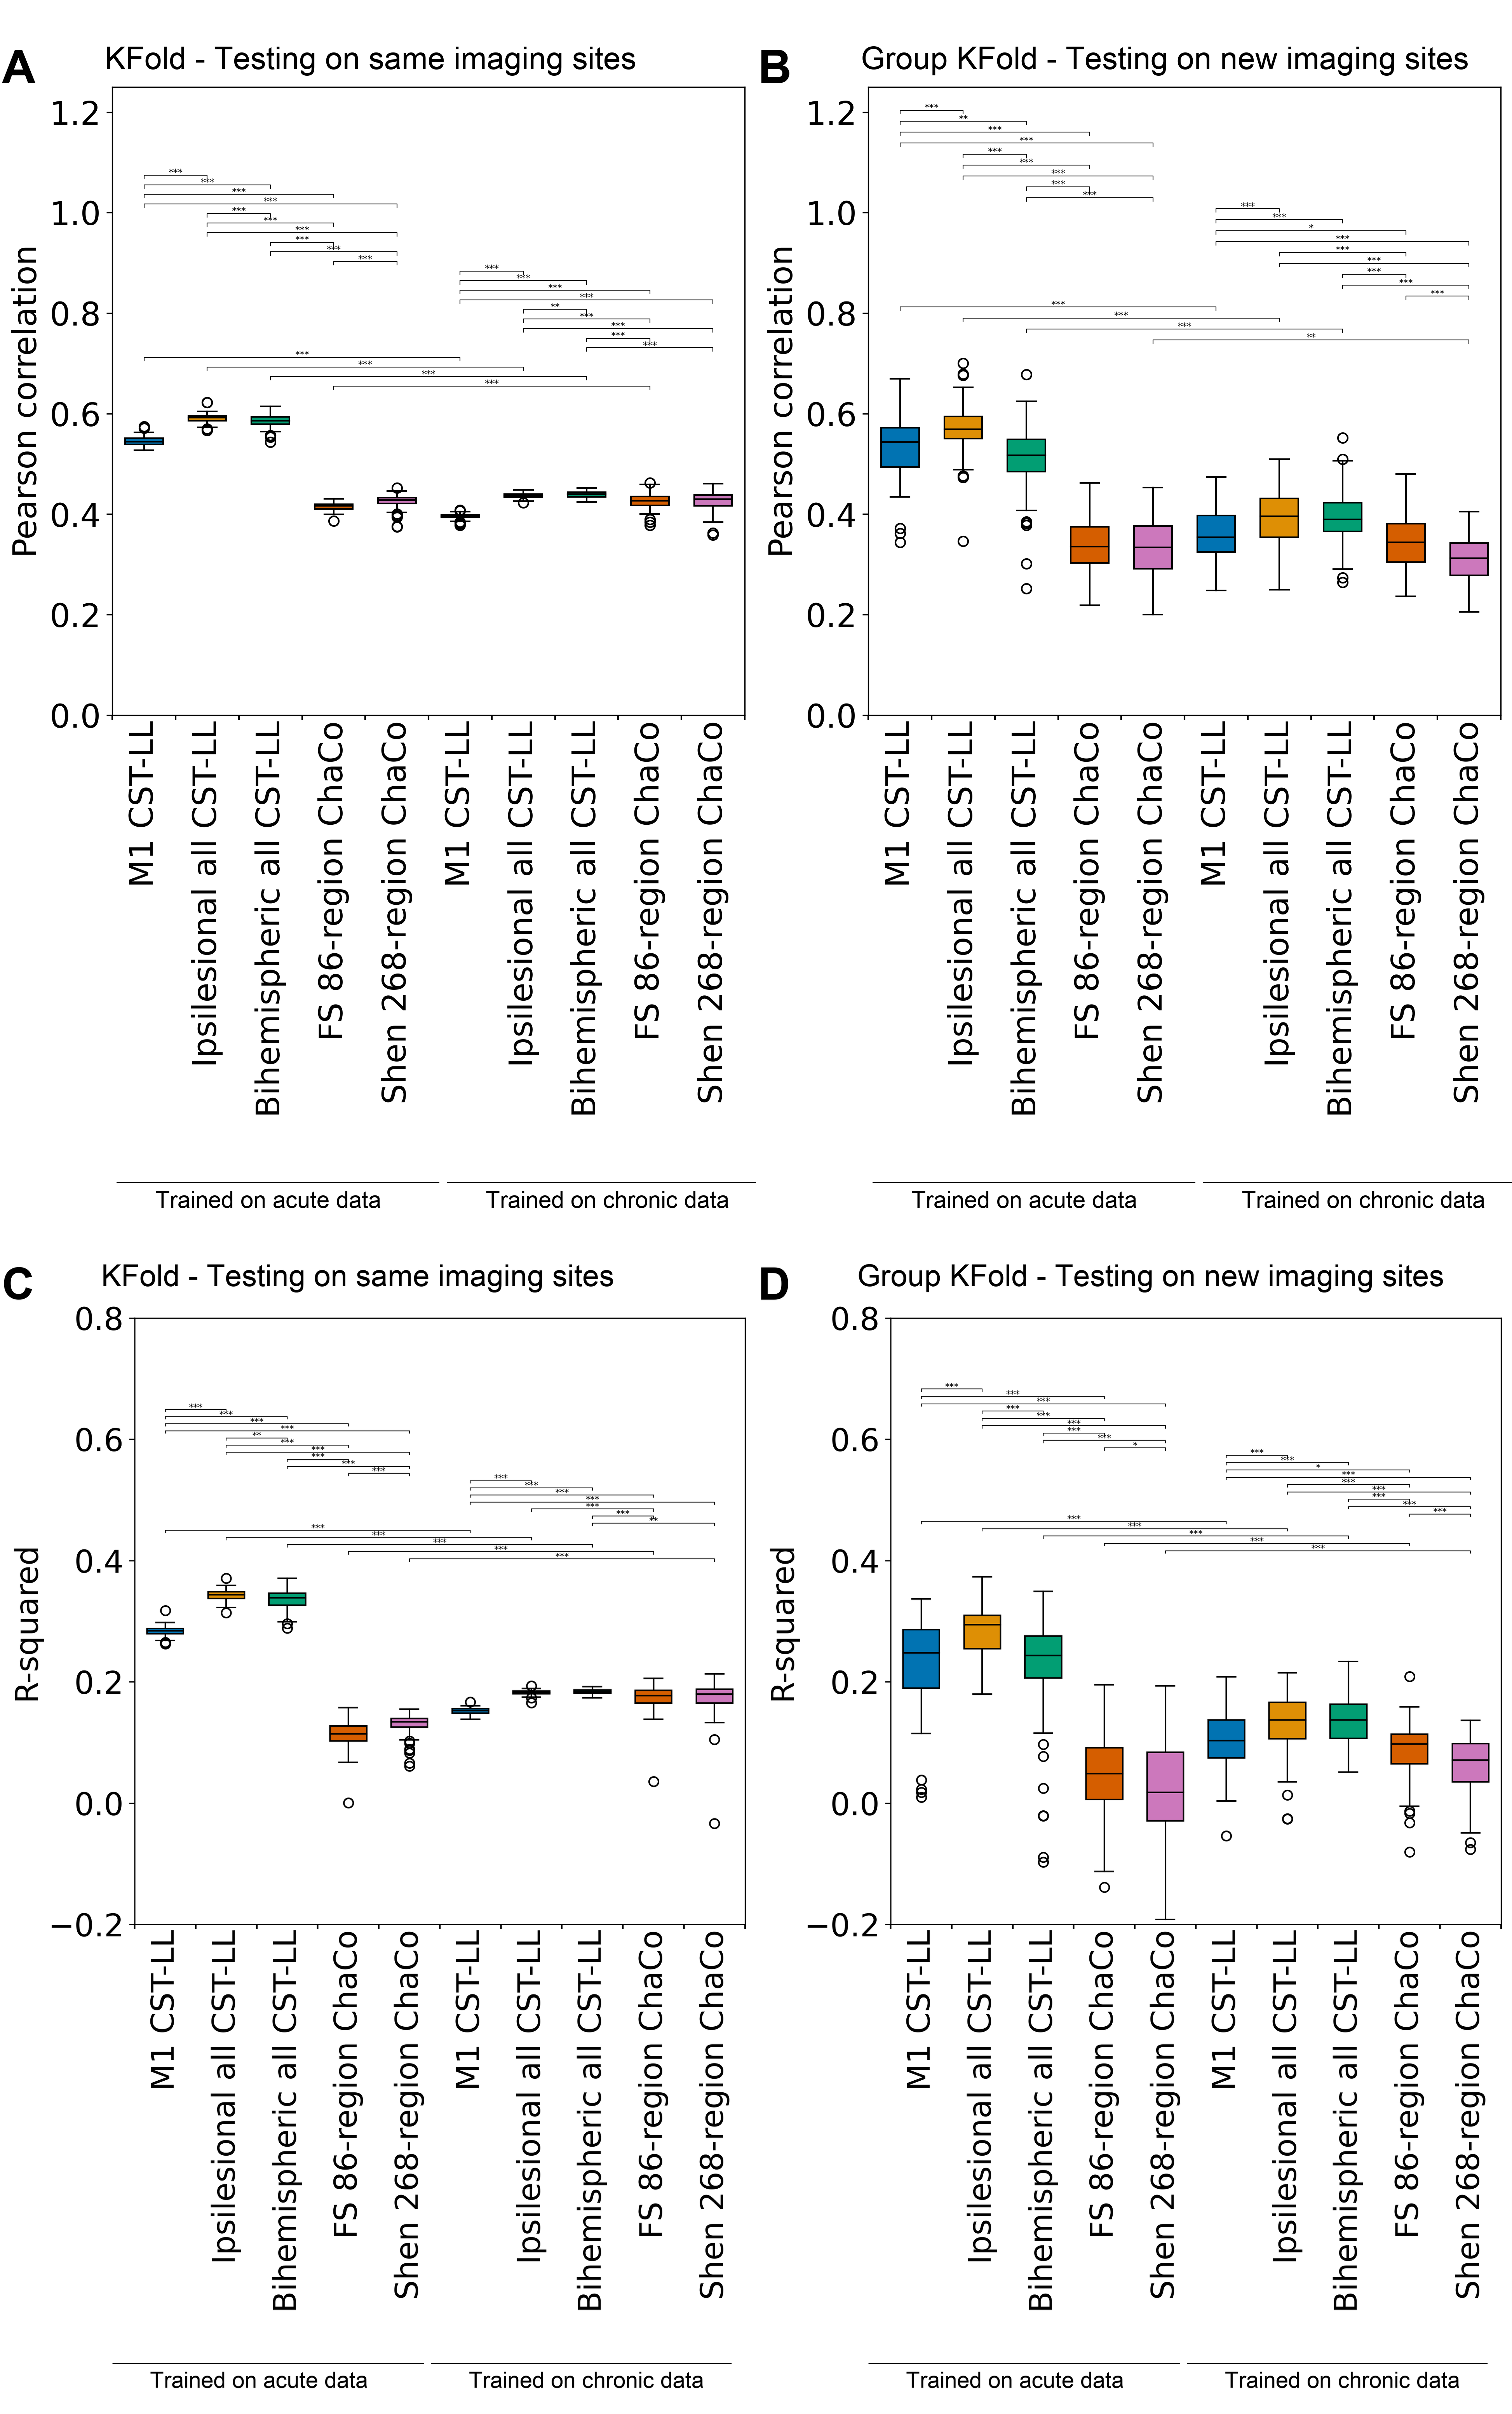 A KFold - Testing on same imaging sites
Pearson correlation
1.2
1.0
0.8
0.6
0.4
0.2
0.0
M1 CST-LL
Ipsilesional all CST-LL
Bihemispheric all CST-LL
FS 86-region ChaCo
Shen 268-region ChaCo
M1 CST-LL
Ipsilesional all CST-LL
Bihemispheric all CST-LL
FS 86-region ChaCo
Shen 268-region ChaCo
Trained on acute data
Trained on chronic data
B Group KFold - Testing on new imaging sites
Pearson correlation
1.2
1.0
0.8
0.6
0.4
0.2
0.0
M1 CST-LL
Ipsilesional all CST-LL
Bihemispheric all CST-LL
FS 86-region ChaCo
Shen 268-region ChaCo
M1 CST-LL
Ipsilesional all CST-LL
Bihemispheric all CST-LL
FS 86-region ChaCo
Shen 268-region ChaCo
Trained on acute data
Trained on chronic data
C KFold - Testing on same imaging sites
R-squared
0.8
0.6
0.4
0.2
0.0
−0.2
M1 CST-LL
Ipsilesional all CST-LL
Bihemispheric all CST-LL
FS 86-region ChaCo
Shen 268-region ChaCo
M1 CST-LL
Ipsilesional all CST-LL
Bihemispheric all CST-LL
FS 86-region ChaCo
Shen 268-region ChaCo
Trained on acute data
Trained on chronic data
D Group KFold - Testing on new imaging sites
R-squared
0.8
0.6
0.4
0.2
0.0
−0.2
M1 CST-LL
Ipsilesional all CST-LL
Bihemispheric all CST-LL
FS 86-region ChaCo
Shen 268-region ChaCo
M1 CST-LL
Ipsilesional all CST-LL
Bihemispheric all CST-LL
FS 86-region ChaCo
Shen 268-region ChaCo
Trained on acute data
Trained on chronic data